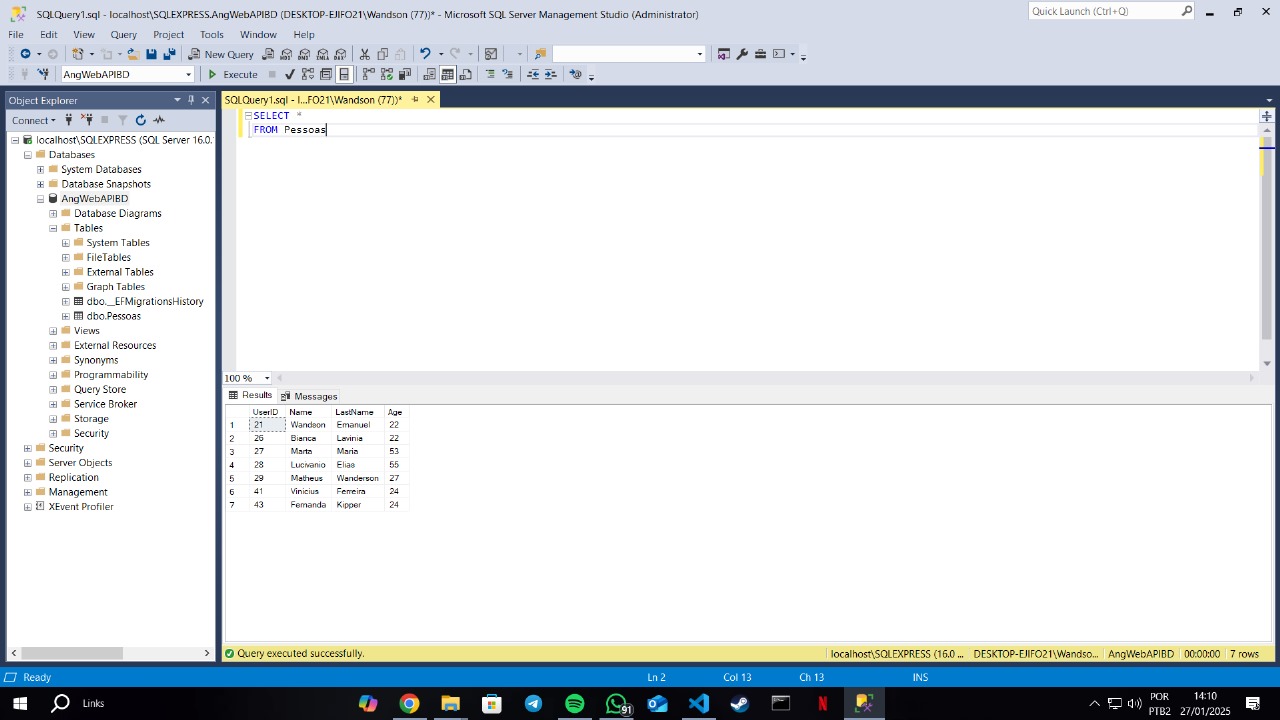 SQLQuery1.sql - localhost\SQLEXPRESS.AngWebAPIBD (DESKTOP-EJIFO21\Wandson (77))* - Microsoft SQL Server Management Studio (Administrator)
Quick Launch (Ctrl+Q)
File Edit View Query Project Tools Window Help
New Query
AngWebAPIBD
Execute
Object Explorer
Connect
localhost\SQLEXPRESS (SQL Server 16.0.
Databases
System Databases
Database Snapshots
AngWebAPIBD
Database Diagrams
Tables
System Tables
FileTables
External Tables
Graph Tables
dbo.__EFMigrationsHistory
dbo.Pessoas
Views
External Resources
Synonyms
Programmability
Query Store
Service Broker
Storage
Security
Security
Server Objects
Replication
Management
XEvent Profiler
SQLQuery1.sql - l...FO21\Wandson (77))*
SELECT *
FROM Pessoas
100 %
Results Messages
UserID Name LastName Age
1 21 Wandson Emanuel 22
2 26 Bianca Lavinia 22
3 27 Marta Maria 53
4 28 Lucivanio Elias 55
5 29 Matheus Wanderson 27
6 41 Vinicius Ferreira 24
7 43 Fernanda Kipper 24
Query executed successfully.
localhost\SQLEXPRESS (16.0 ... DESKTOP-EJIFO21\Wandso... AngWebAPIBD 00:00:00 7 rows
Ready Ln 2 Col 13 Ch 13 INS
Links
91
POR
PTB2
14:10
27/01/2025